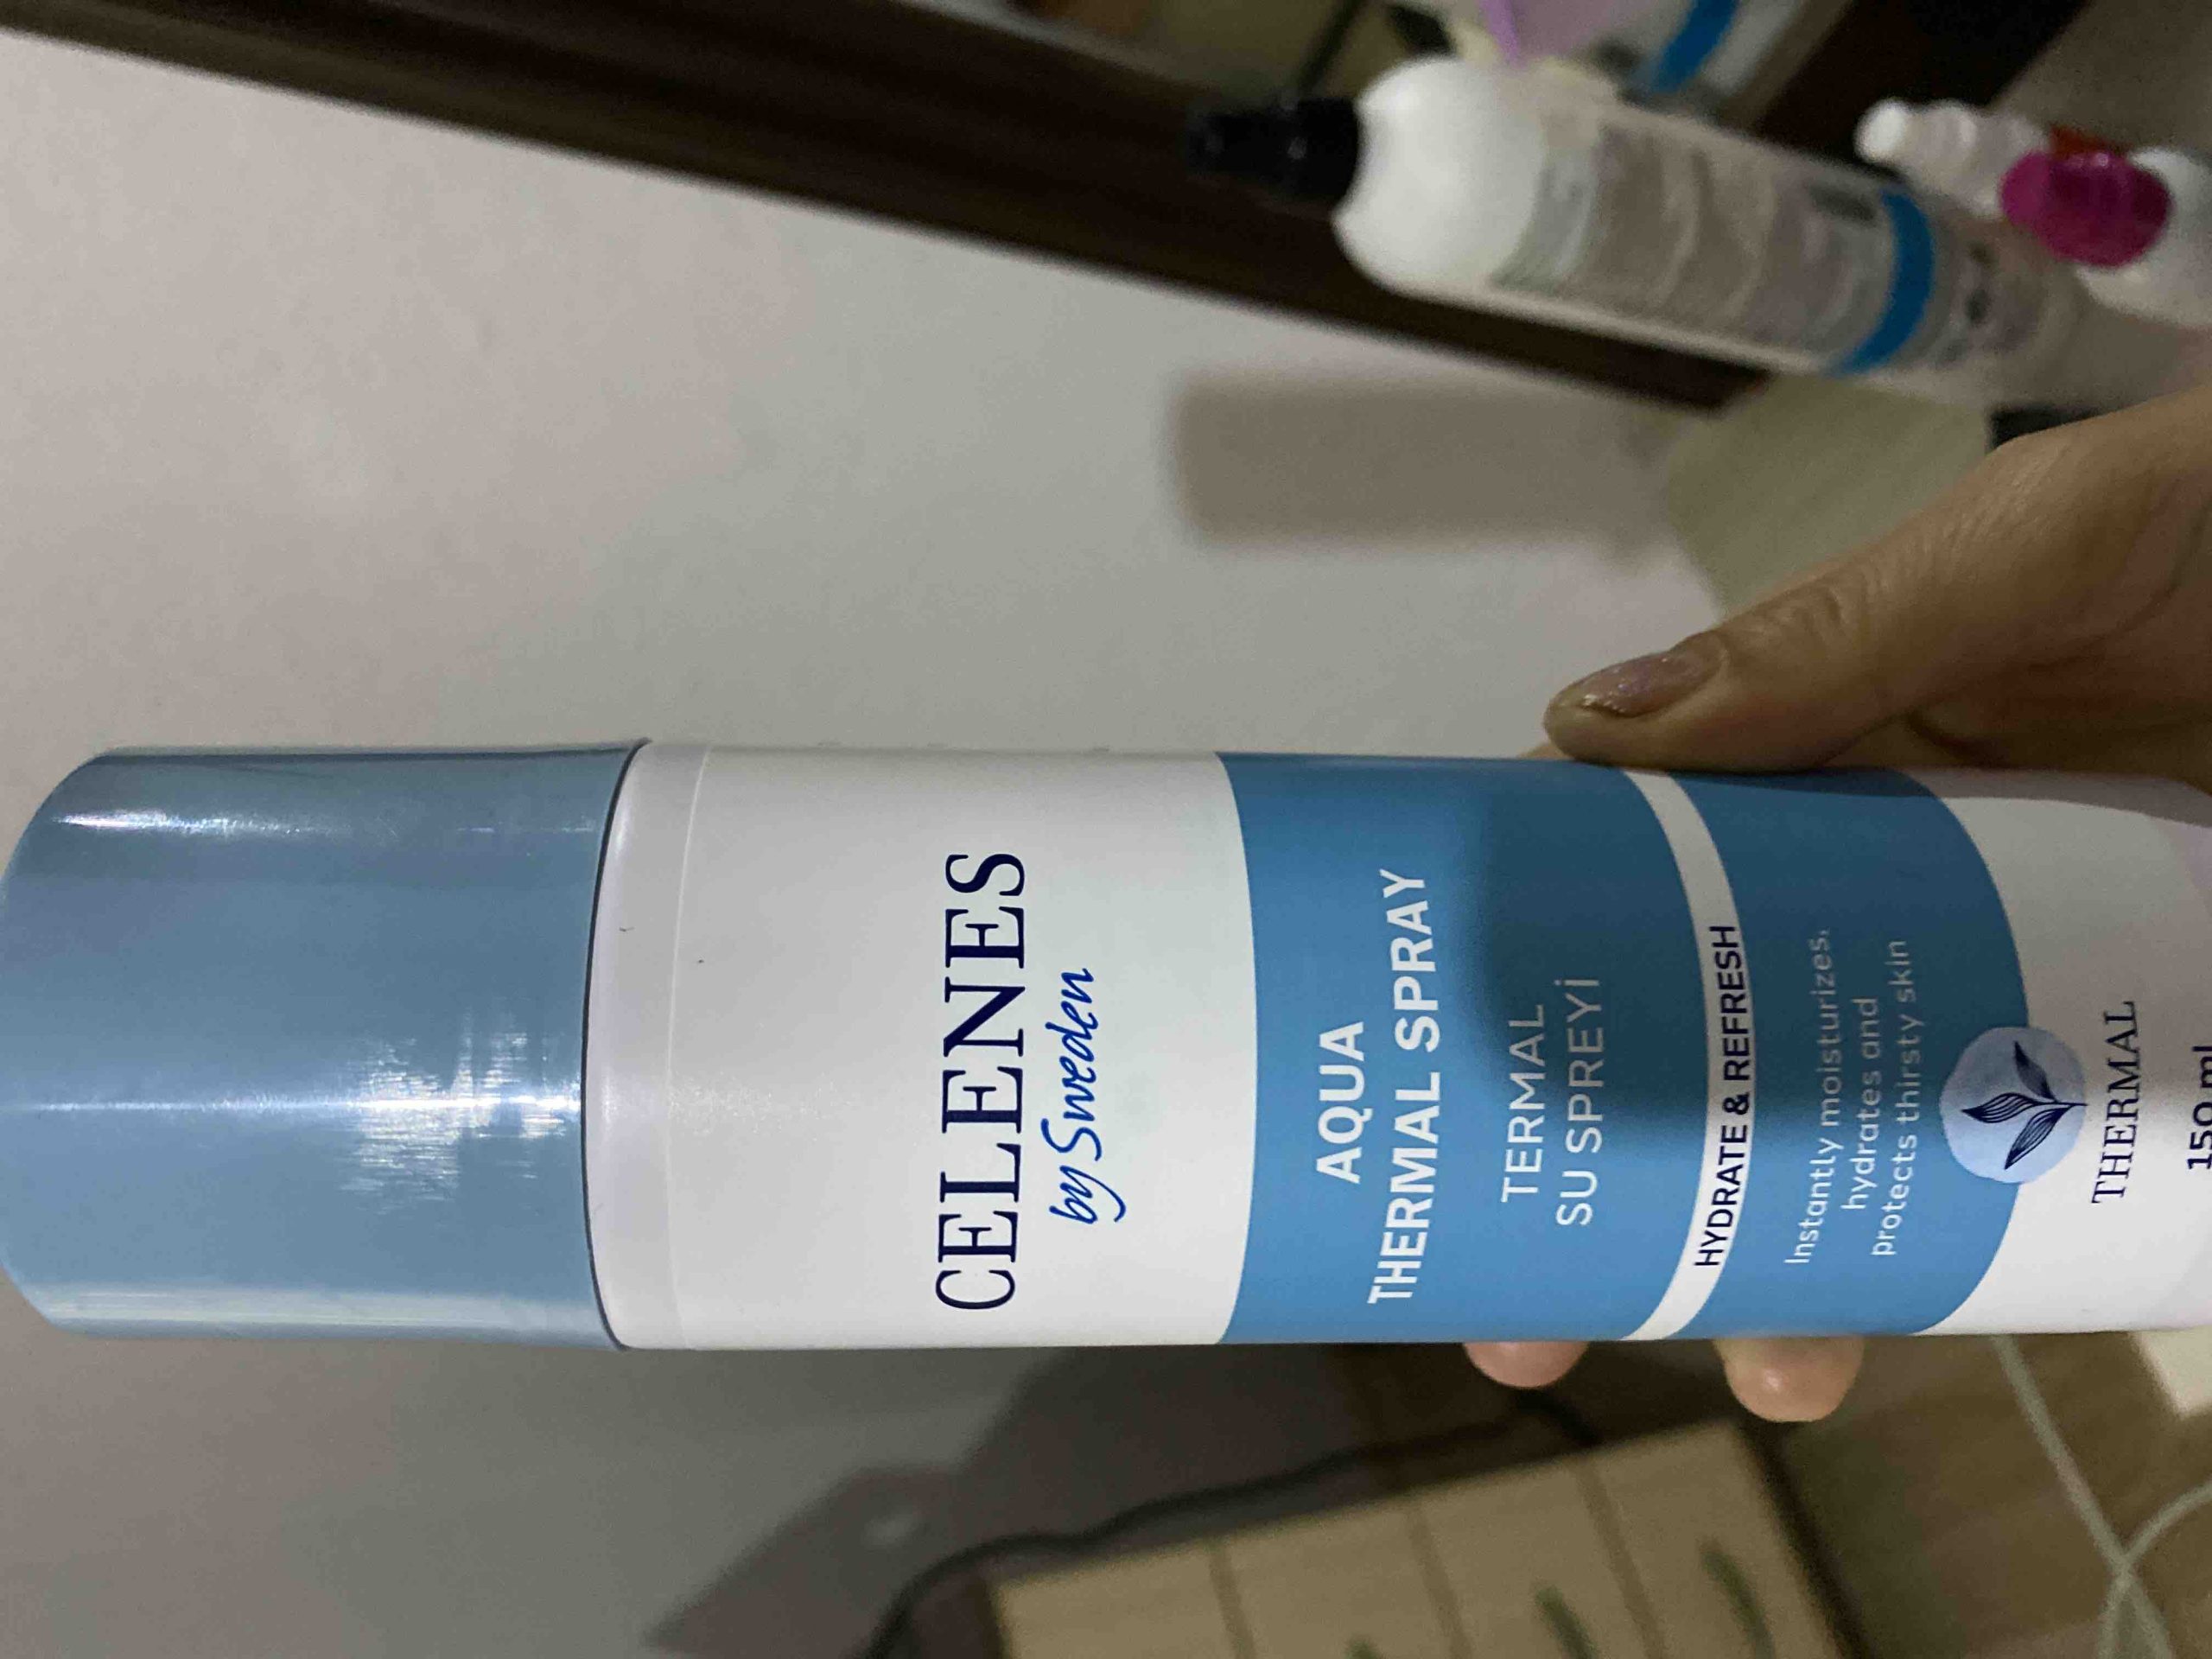 CELENES
by Sweden
AQUA
THERMAL SPRAY
TERMAL
SU SPREYİ
HYDRATE & REFRESH
Instantly moisturizes,
hydrates and
protects thirsty skin
THERMAL
150 ml